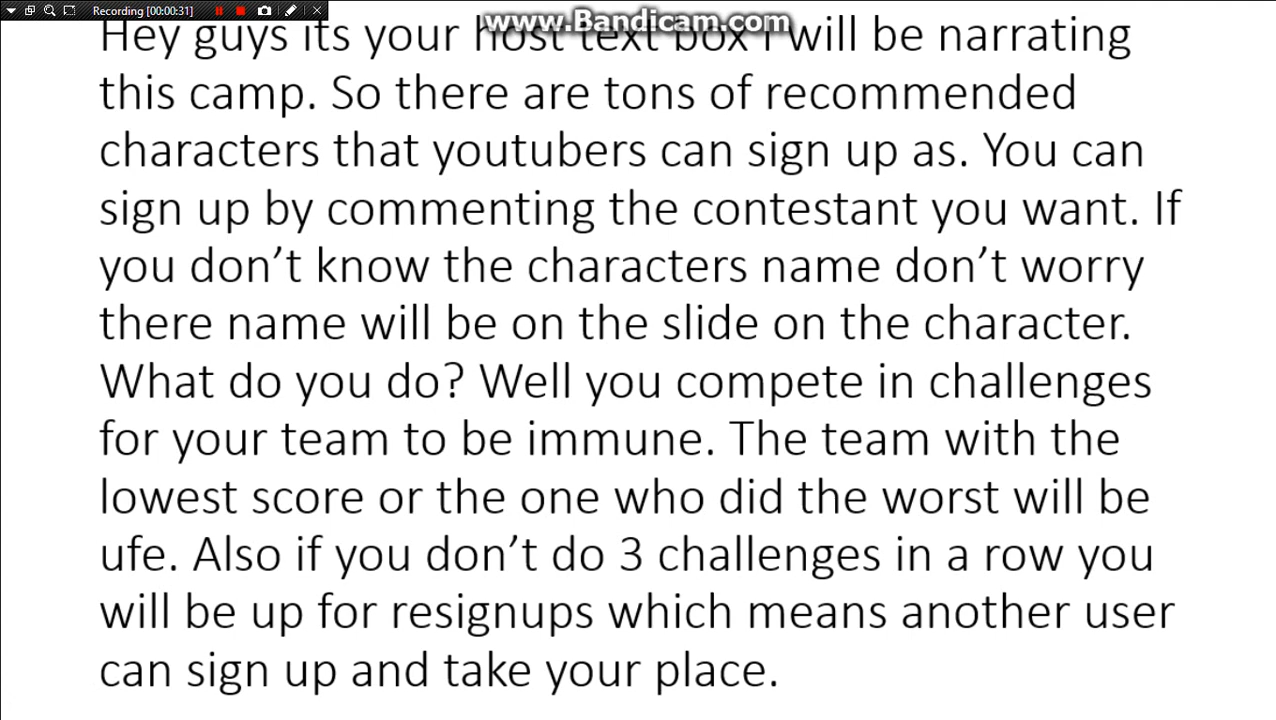 Recording [00:00:31]
www.Bandicam.com
Hey guys its your host text box I will be narrating
this camp. So there are tons of recommended
characters that youtubers can sign up as. You can
sign up by commenting the contestant you want. If
you don’t know the characters name don’t worry
there name will be on the slide on the character.
What do you do? Well you compete in challenges
for your team to be immune. The team with the
lowest score or the one who did the worst will be
ufe. Also if you don’t do 3 challenges in a row you
will be up for resignups which means another user
can sign up and take your place.